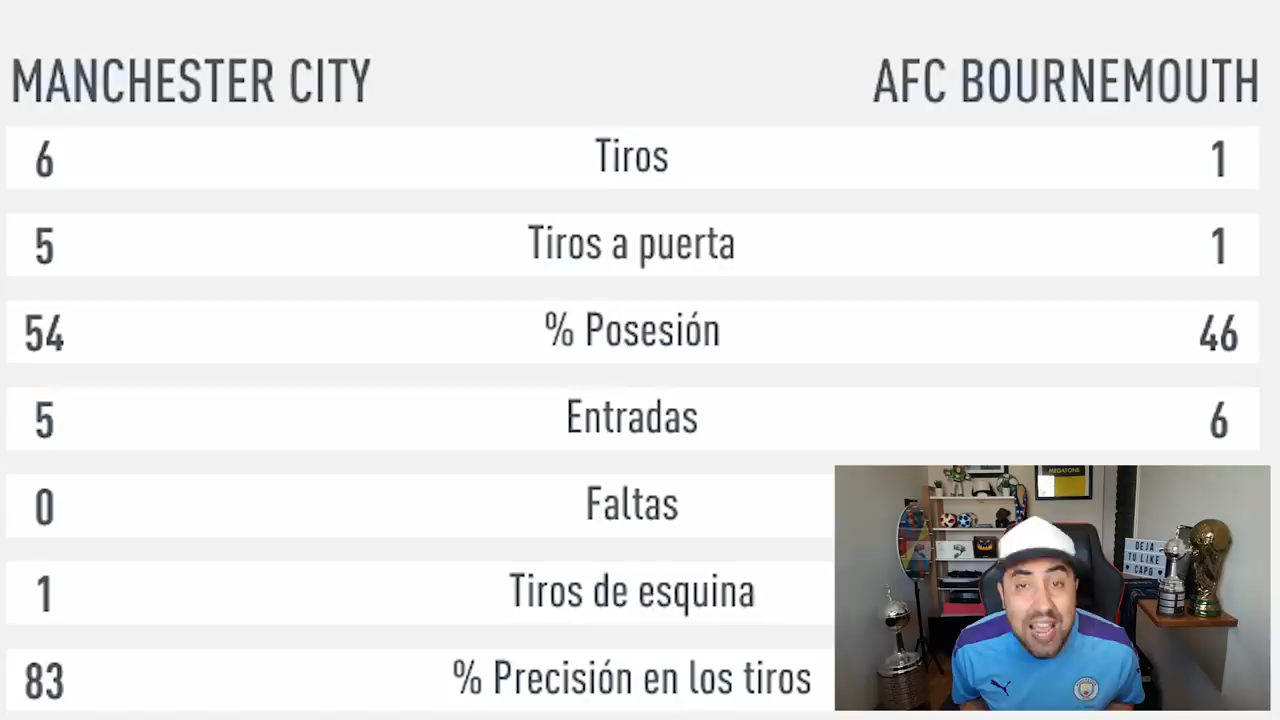 MANCHESTER CITY AFC BOURNEMOUTH
6 Tiros 1
5 Tiros a puerta 1
54 % Posesión 46
5 Entradas 6
0 Faltas
1 Tiros de esquina
83 % Precisión en los tiros
MEGATONE
DEJA
TU LIKE
CAPO